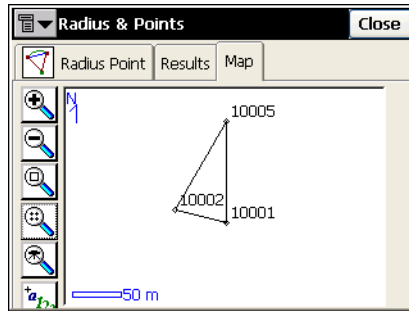 Radius & Points Close
Radius Point Results Map
N
10005
10002
10001
50 m